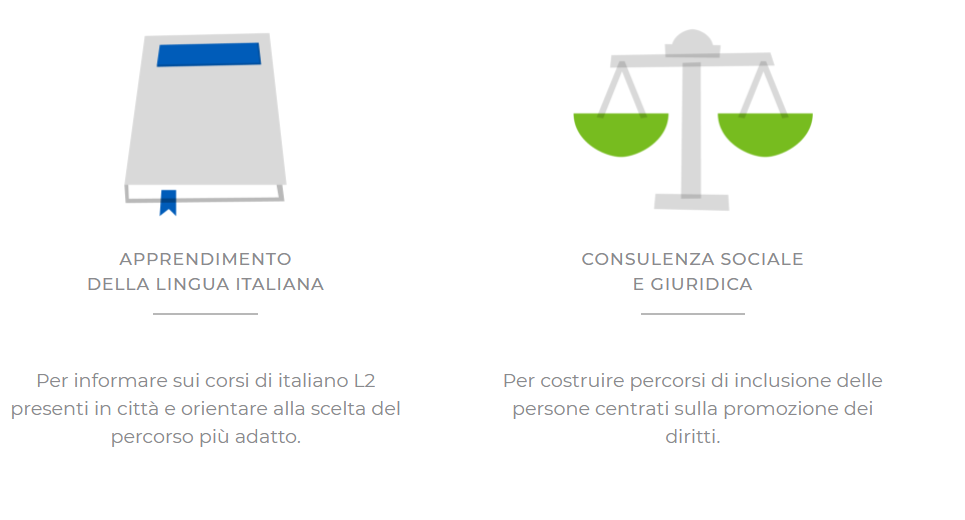 APPRENDIMENTO
DELLA LINGUA ITALIANA
Per informare sui corsi di italiano L2
presenti in città e orientare alla scelta del
percorso più adatto.
CONSULENZA SOCIALE
E GIURIDICA
Per costruire percorsi di inclusione delle
persone centrati sulla promozione dei
diritti.